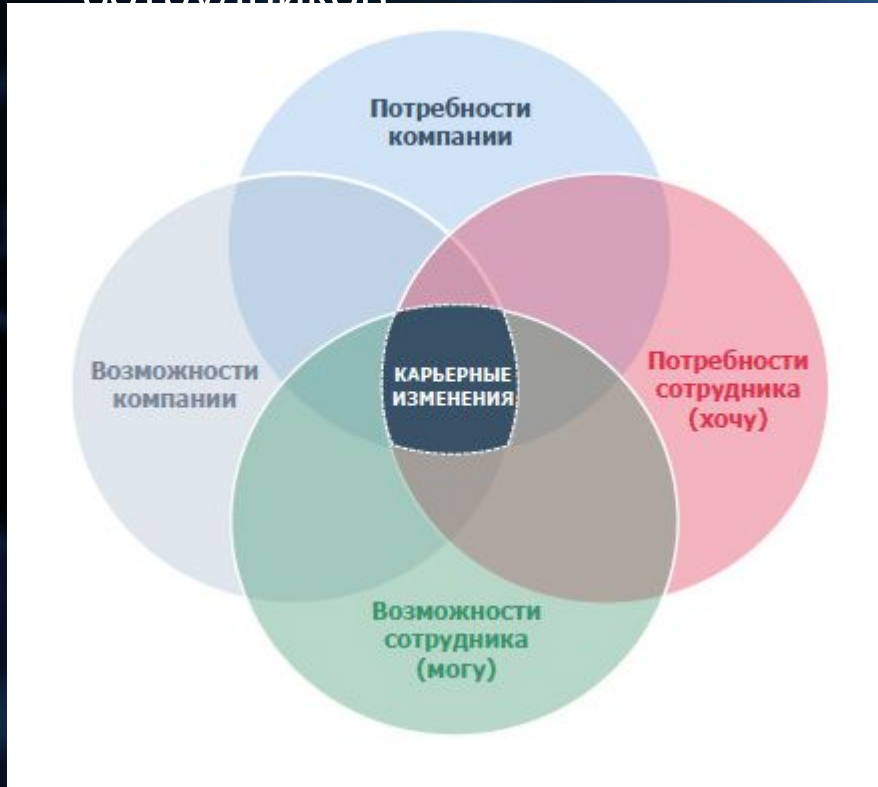 Потребности
компании
Возможности
компании
КАРЬЕРНЫЕ
ИЗМЕНЕНИЯ
Потребности
сотрудника
(хочу)
Возможности
сотрудника
(могу)